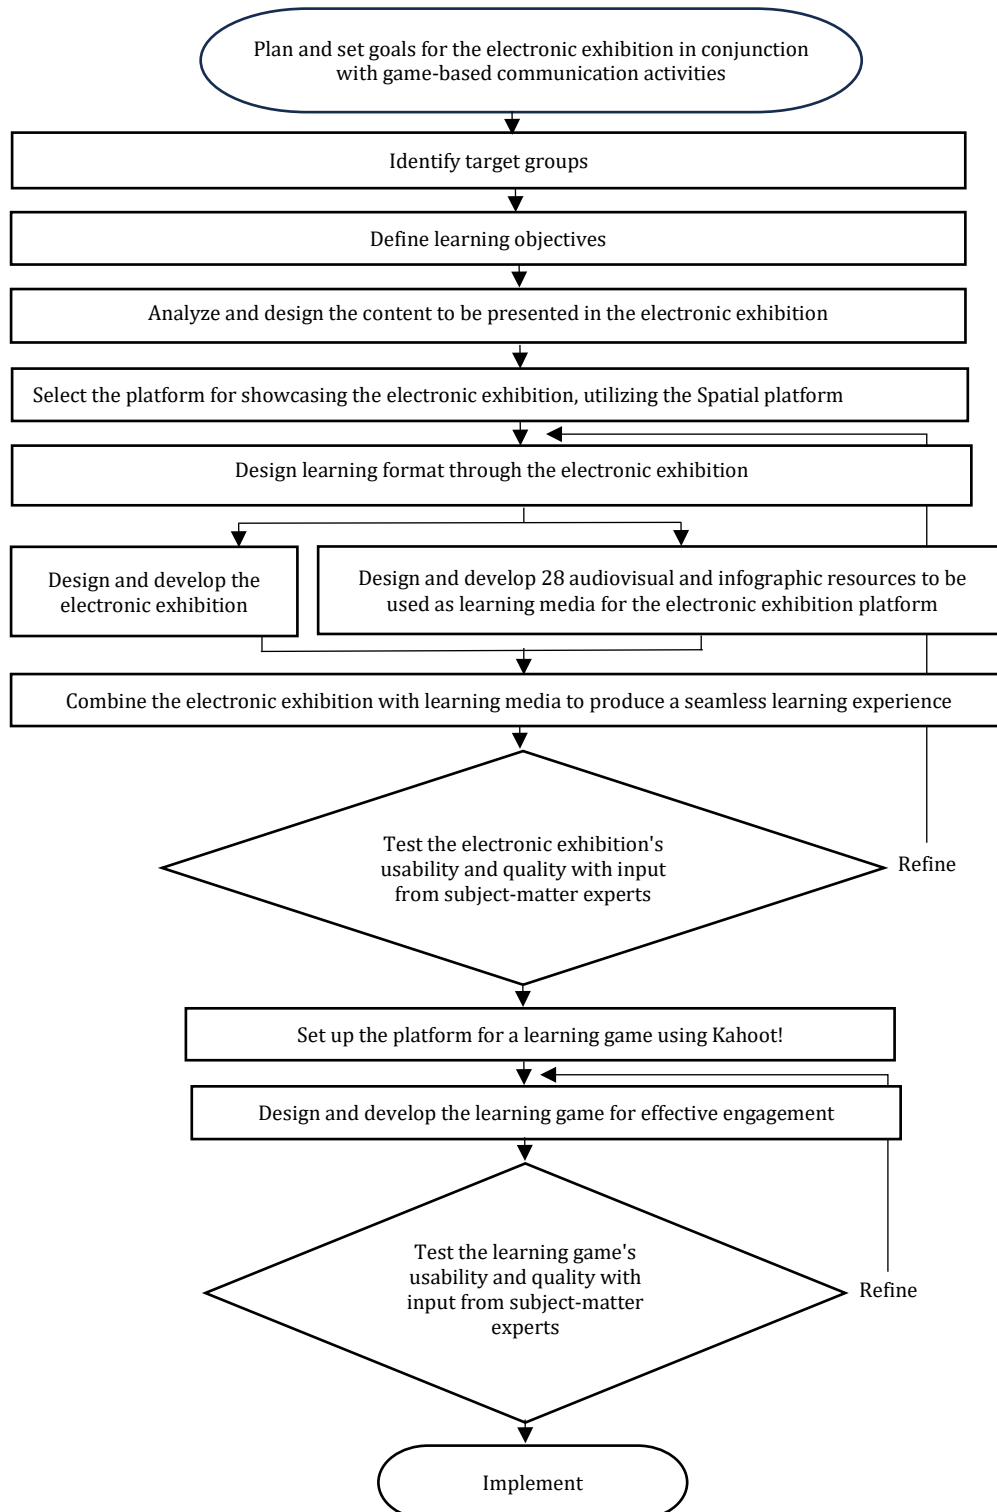 Plan and set goals for the electronic exhibition in conjunction
with game-based communication activities
Identify target groups
Define learning objectives
Analyze and design the content to be presented in the electronic exhibition
Select the platform for showcasing the electronic exhibition, utilizing the Spatial platform
Design learning format through the electronic exhibition
Design and develop the
electronic exhibition
Design and develop 28 audiovisual and infographic resources to be
used as learning media for the electronic exhibition platform
Combine the electronic exhibition with learning media to produce a seamless learning experience
Test the electronic exhibition's
usability and quality with input
from subject-matter experts
Refine
Set up the platform for a learning game using Kahoot!
Design and develop the learning game for effective engagement
Test the learning game's
usability and quality with
input from subject-matter
experts
Refine
Implement